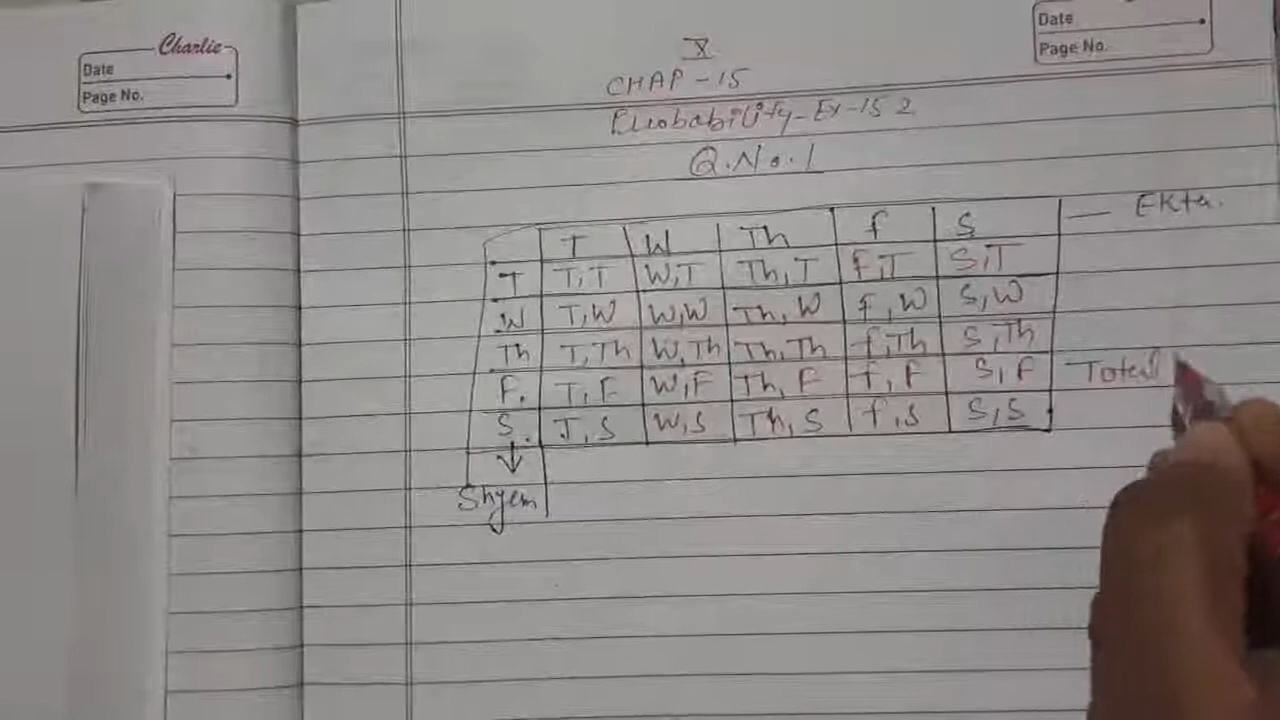 Charlie
Date
Page No.
Date
Page No.
X
CHAP - 15
Probability - Ex-15 2
Q.No.1
T W Th f S — Ekta.
T T,T W,T Th,T F,T S,T
W T,W W,W Th,W f,W S,W
Th T,Th W,Th Th,Th f,Th S,Th
F. T,F W,F Th,F f,F S,F Total
S. T,S W,S Th,S f,S S,S
Shyam